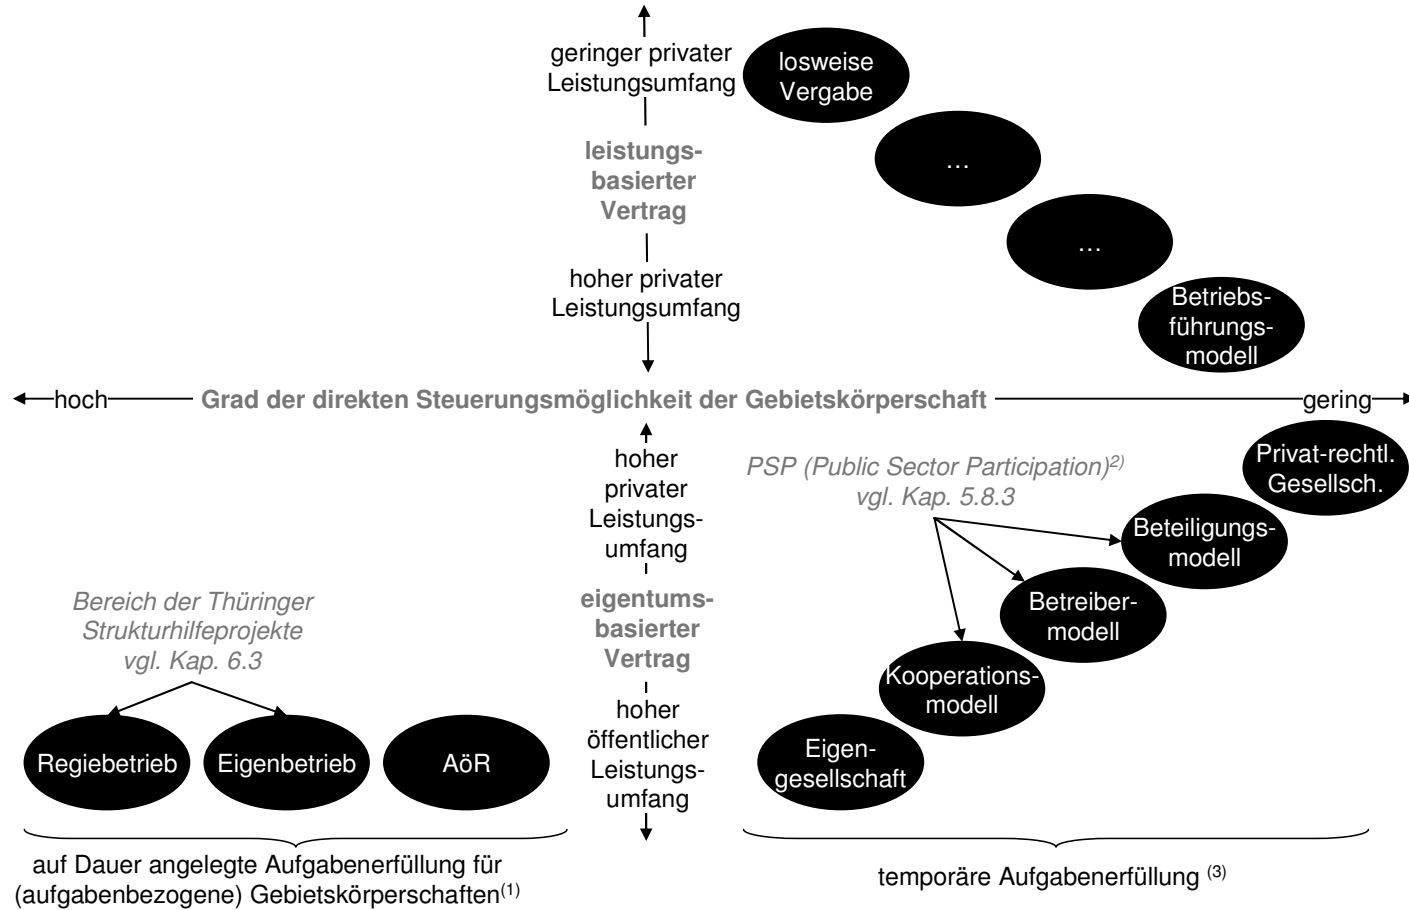 geringer privater
Leistungsumfang
losweise
Vergabe
...
...
leistungs-
basierter
Vertrag
hoher privater
Leistungsumfang
Betriebs-
führungs-
modell
hoch
Grad der direkten Steuerungsmöglichkeit der Gebietskörperschaft
gering
hoher
privater
Leistungs-
umfang
PSP (Public Sector Participation)2)
vgl. Kap. 5.8.3
Privat-rechtl.
Gesellsch.
Beteiligungs-
modell
Betreiber-
modell
Kooperations-
modell
Eigen-
gesellschaft
eigentums-
basierter
Vertrag
Bereich der Thüringer
Strukturhilfeprojekte
vgl. Kap. 6.3
Regiebetrieb
Eigenbetrieb
AöR
hoher
öffentlicher
Leistungs-
umfang
auf Dauer angelegte Aufgabenerfüllung für
(aufgabenbezogene) Gebietskörperschaften(1)
temporäre Aufgabenerfüllung (3)